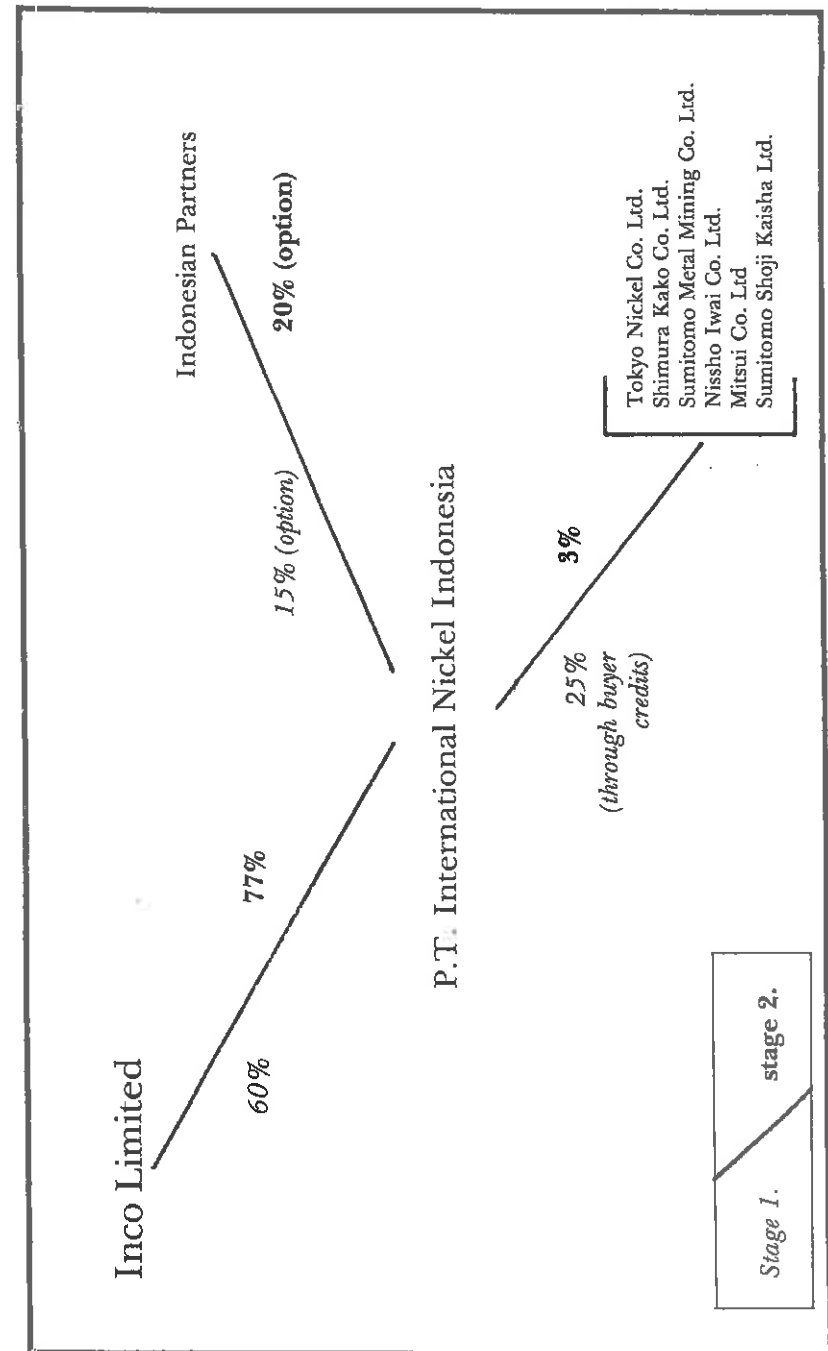 Inco Limited
Indonesian Partners
60%
77%
15% (option)
20% (option)
P.T. International Nickel Indonesia
25%
(through buyer
credits)
3%
Tokyo Nickel Co. Ltd.
Shimura Kako Co. Ltd.
Sumitomo Metal Mining Co. Ltd.
Nissho Iwai Co. Ltd.
Mitsui Co. Ltd
Sumitomo Shoji Kaisha Ltd.
Stage 1.
stage 2.